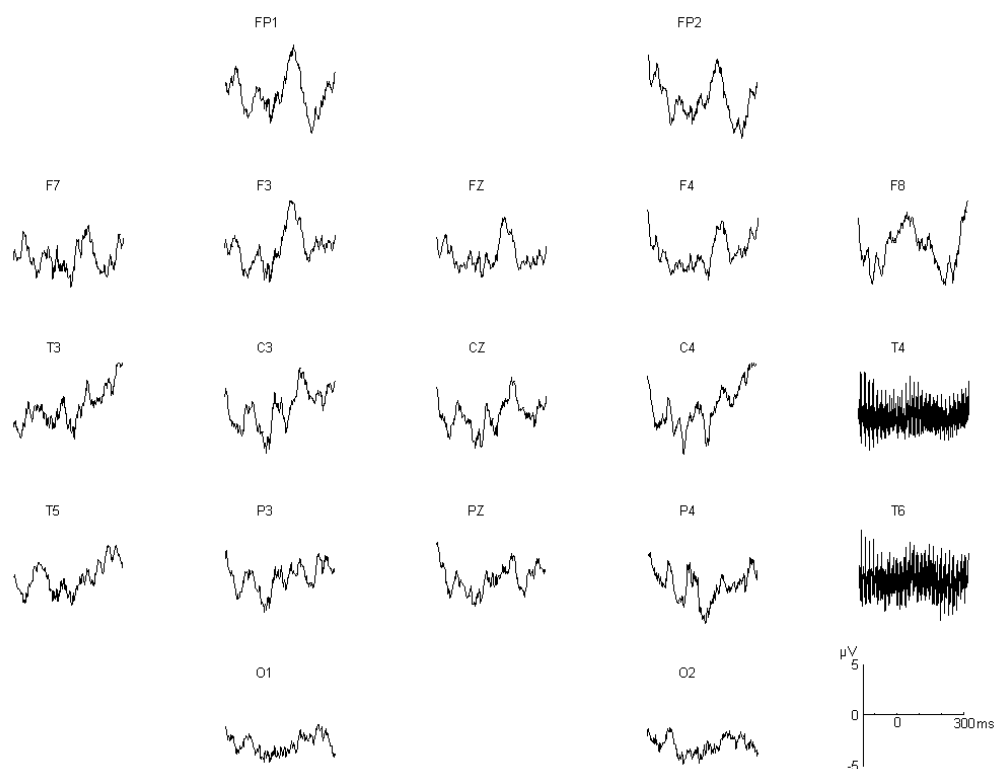 FP1 FP2
F7 F3 FZ F4 F8
T3 C3 CZ C4 T4
T5 P3 PZ P4 T6
O1 O2
µV
5
0
0 300ms
-5